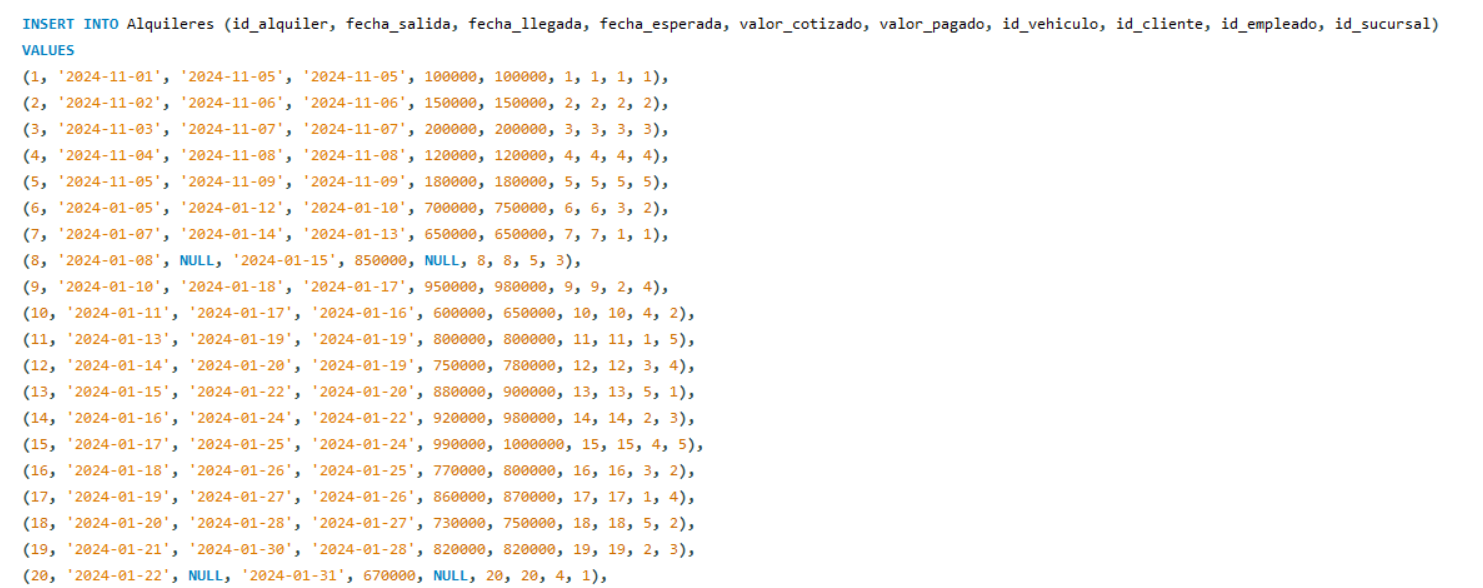 INSERT INTO Alquileres (id_alquiler, fecha_salida, fecha_llegada, fecha_esperada, valor_cotizado, valor_pagado, id_vehiculo, id_cliente, id_empleado, id_sucursal)
VALUES
(1, '2024-11-01', '2024-11-05', '2024-11-05', 100000, 100000, 1, 1, 1, 1),
(2, '2024-11-02', '2024-11-06', '2024-11-06', 150000, 150000, 2, 2, 2, 2),
(3, '2024-11-03', '2024-11-07', '2024-11-07', 200000, 200000, 3, 3, 3, 3),
(4, '2024-11-04', '2024-11-08', '2024-11-08', 120000, 120000, 4, 4, 4, 4),
(5, '2024-11-05', '2024-11-09', '2024-11-09', 180000, 180000, 5, 5, 5, 5),
(6, '2024-01-05', '2024-01-12', '2024-01-10', 700000, 750000, 6, 6, 3, 2),
(7, '2024-01-07', '2024-01-14', '2024-01-13', 650000, 650000, 7, 7, 1, 1),
(8, '2024-01-08', NULL, '2024-01-15', 850000, NULL, 8, 8, 5, 3),
(9, '2024-01-10', '2024-01-18', '2024-01-17', 950000, 980000, 9, 9, 2, 4),
(10, '2024-01-11', '2024-01-17', '2024-01-16', 600000, 650000, 10, 10, 4, 2),
(11, '2024-01-13', '2024-01-19', '2024-01-19', 800000, 800000, 11, 11, 1, 5),
(12, '2024-01-14', '2024-01-20', '2024-01-19', 750000, 780000, 12, 12, 3, 4),
(13, '2024-01-15', '2024-01-22', '2024-01-20', 880000, 900000, 13, 13, 5, 1),
(14, '2024-01-16', '2024-01-24', '2024-01-22', 920000, 980000, 14, 14, 2, 3),
(15, '2024-01-17', '2024-01-25', '2024-01-24', 990000, 1000000, 15, 15, 4, 5),
(16, '2024-01-18', '2024-01-26', '2024-01-25', 770000, 800000, 16, 16, 3, 2),
(17, '2024-01-19', '2024-01-27', '2024-01-26', 860000, 870000, 17, 17, 1, 4),
(18, '2024-01-20', '2024-01-28', '2024-01-27', 730000, 750000, 18, 18, 5, 2),
(19, '2024-01-21', '2024-01-30', '2024-01-28', 820000, 820000, 19, 19, 2, 3),
(20, '2024-01-22', NULL, '2024-01-31', 670000, NULL, 20, 20, 4, 1),